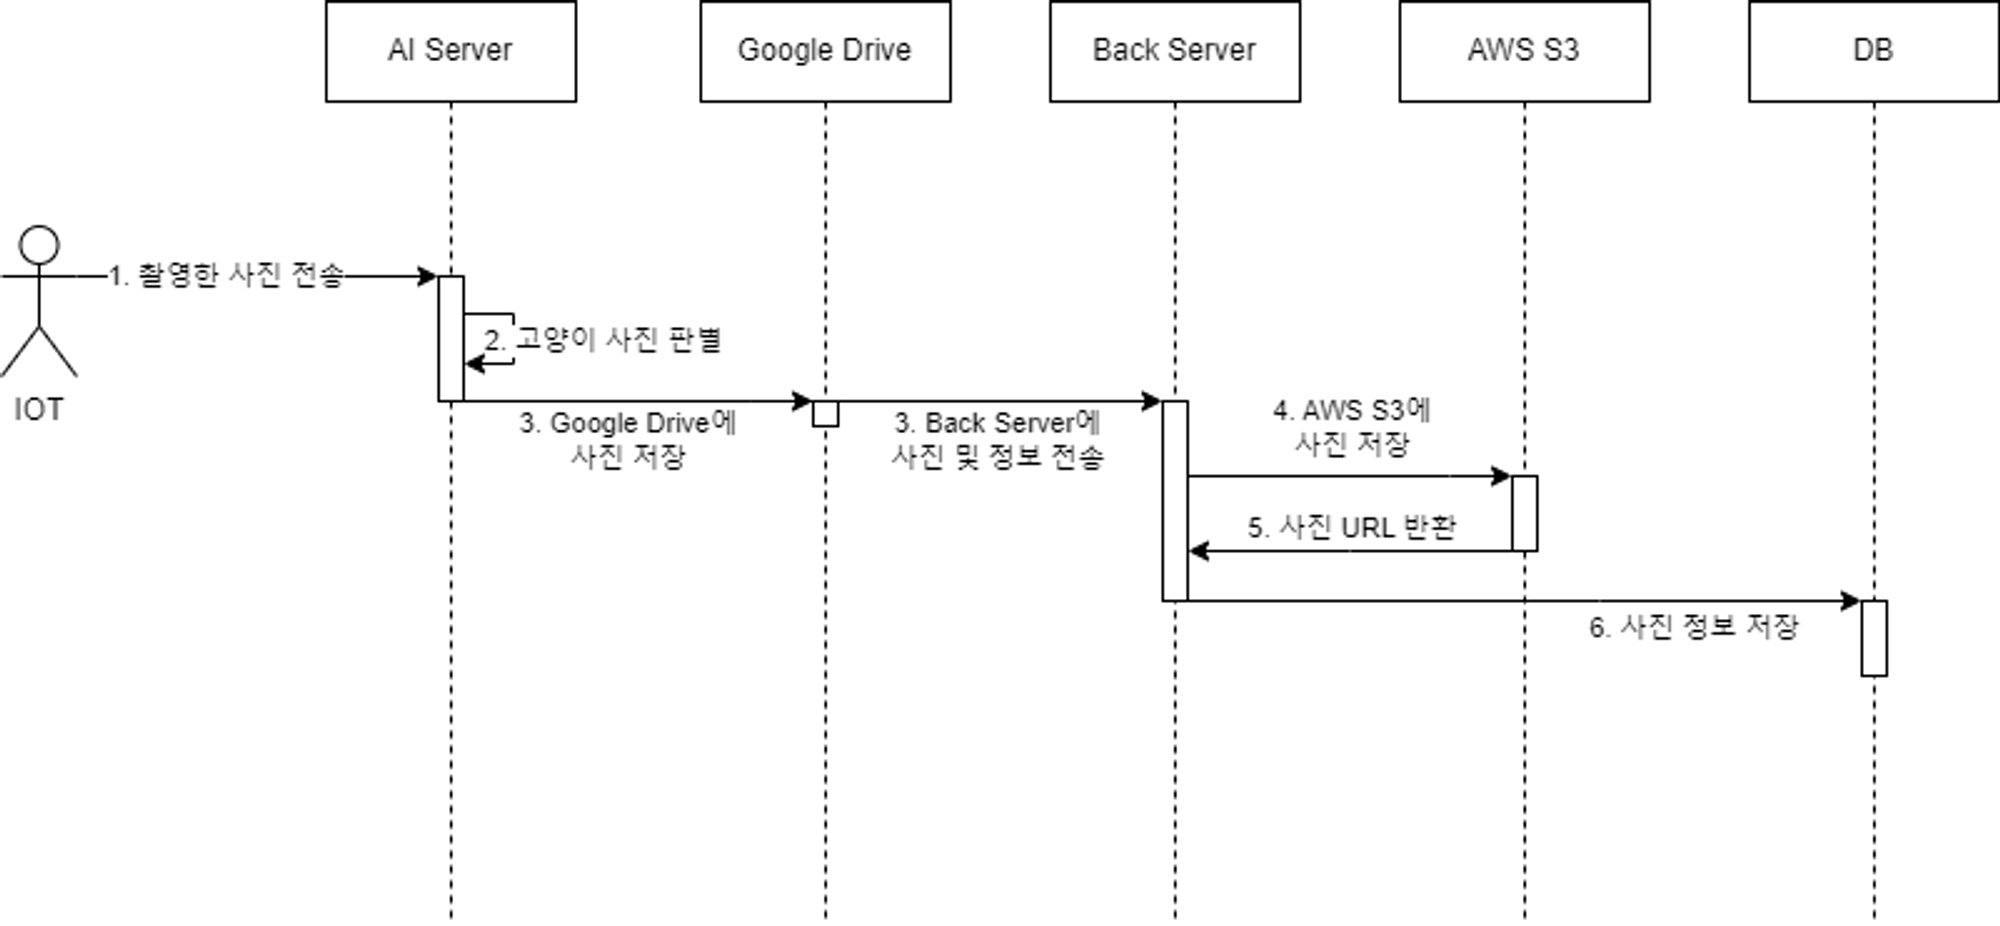 AI Server
Google Drive
Back Server
AWS S3
DB
1. 촬영한 사진 전송
2. 고양이 사진 판별
IOT
3. Google Drive에
사진 저장
3. Back Server에
사진 및 정보 전송
4. AWS S3에
사진 저장
5. 사진 URL 반환
6. 사진 정보 저장